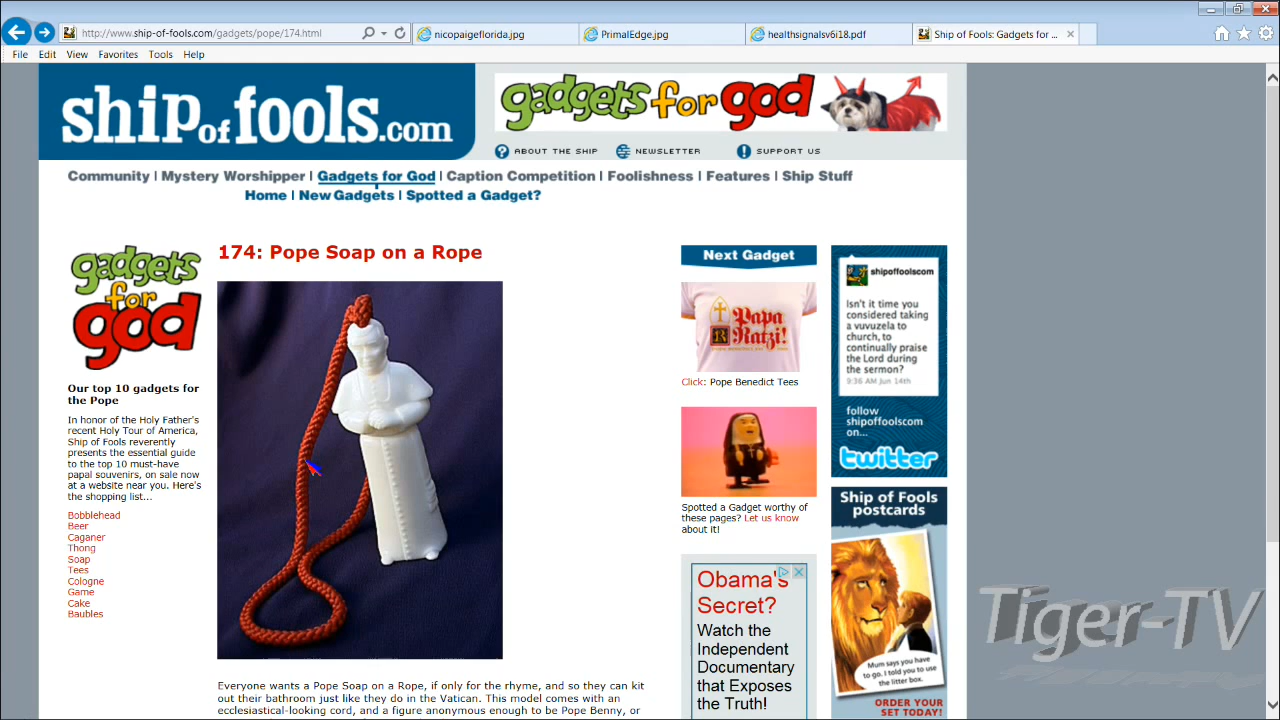 http://www.ship-of-fools.com/gadgets/pope/174.html
nicopaigeflorida.jpg
PrimalEdge.jpg
healthsignalsv6i18.pdf
Ship of Fools: Gadgets for ...
File Edit View Favorites Tools Help
ship of fools.com
gadgets for god
? ABOUT THE SHIP
NEWSLETTER
! SUPPORT US
Community | Mystery Worshipper | Gadgets for God | Caption Competition | Foolishness | Features | Ship Stuff
Home | New Gadgets | Spotted a Gadget?
gadgets
for
god
Our top 10 gadgets for
the Pope
In honor of the Holy Father's
recent Holy Tour of America,
Ship of Fools reverently
presents the essential guide
to the top 10 must-have
papal souvenirs, on sale now
at a website near you. Here's
the shopping list...
Bobblehead
Beer
Caganer
Thong
Soap
Tees
Cologne
Game
Cake
Baubles
174: Pope Soap on a Rope
Everyone wants a Pope Soap on a Rope, if only for the rhyme, and so they can kit
out their bathroom just like they do in the Vatican. This model comes with an
ecclesiastical-looking cord, and a figure anonymous enough to be Pope Benny, or
Next Gadget
Papa
Ratzi!
Click: Pope Benedict Tees
Spotted a Gadget worthy of
these pages? Let us know
about it!
Obama's
Secret?
Watch the
Independent
Documentary
that Exposes
the Truth!
shipoffoolscom
Isn't it time you
considered taking
a vuvuzela to
church, to
continually praise
the Lord during
the sermon?
9:36 AM Jun 14th
follow
shipoffoolscom
on...
twitter
Ship of Fools
postcards
Mum says you have
to go. I told you to use
the litter box.
ORDER YOUR
SET TODAY!
Tiger-TV